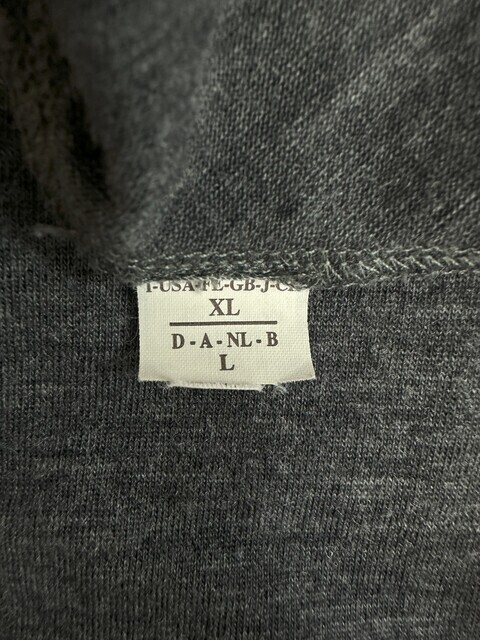 I-USA-FE-GB-J-C
XL
D - A - NL - B
L